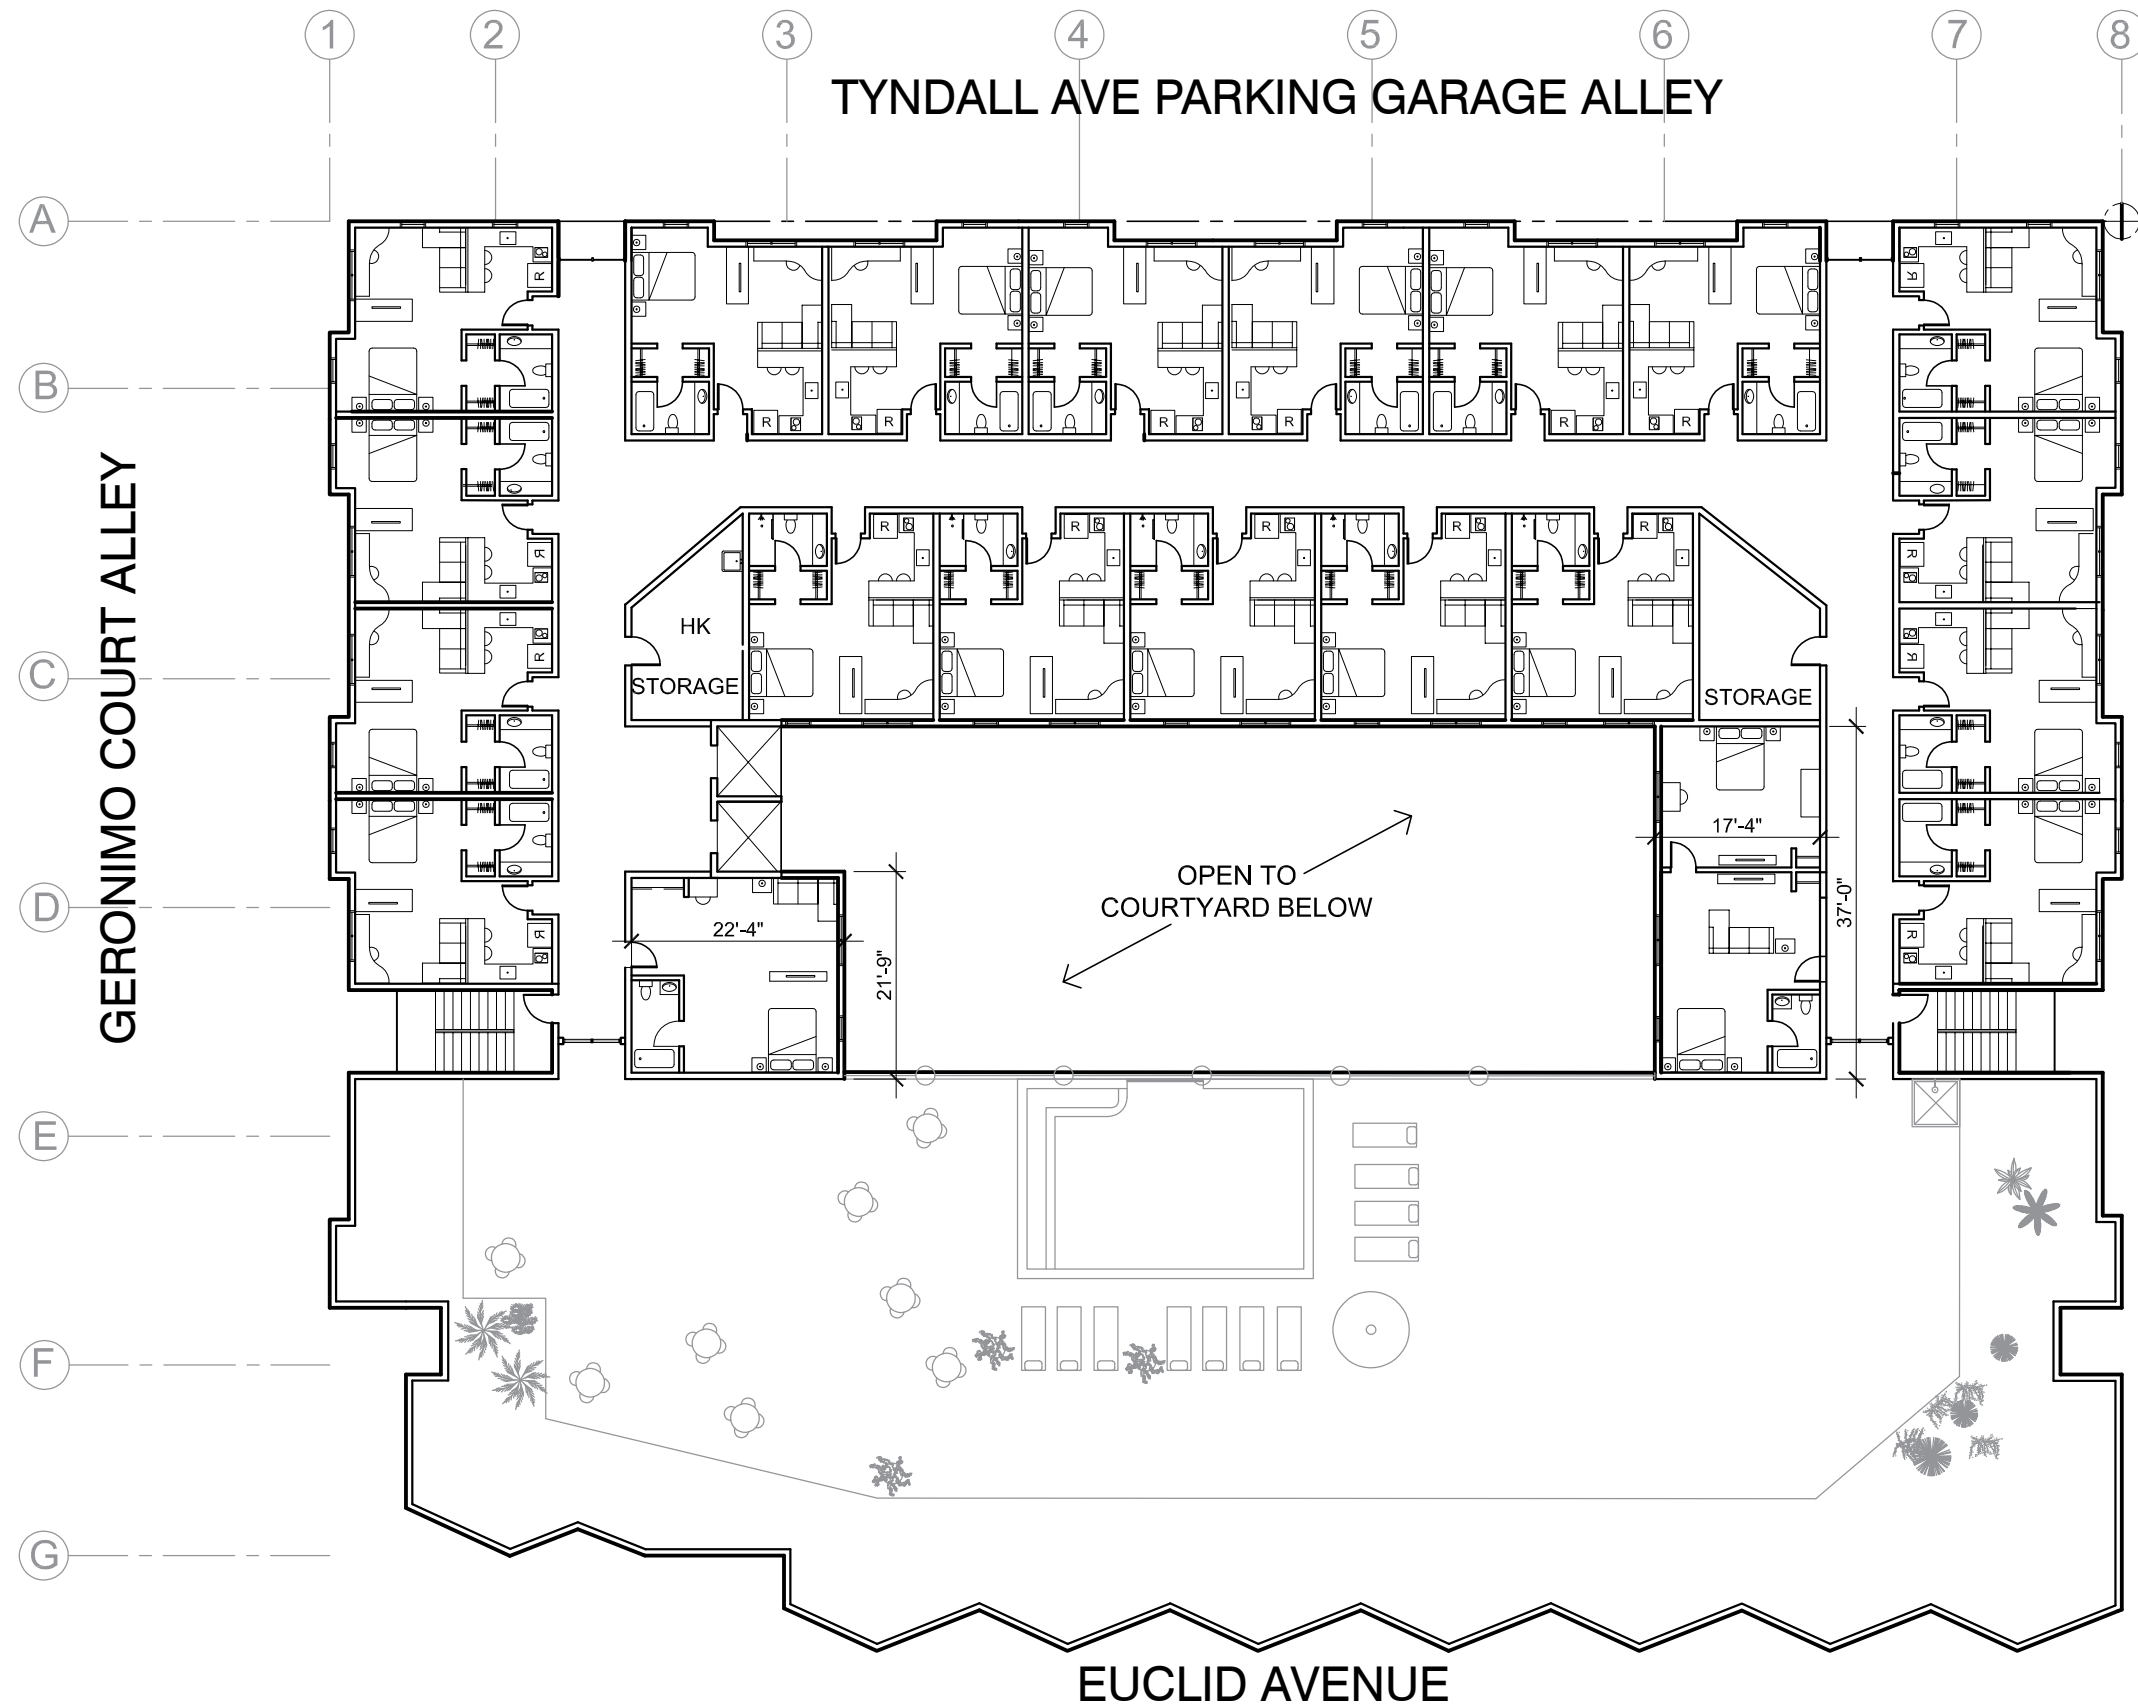 1 2 3 4 5 6 7 8
TYNDALL AVE PARKING GARAGE ALLEY
A
R
R
B
R R R R R R
R R R R R
R
R
GERONIMO COURT ALLEY
HK
STORAGE
STORAGE
R
R
C
17'-4"
OPEN TO
COURTYARD BELOW
37'-0"
D
22'-4"
21'-9"
R
R
E
F
G
EUCLID AVENUE